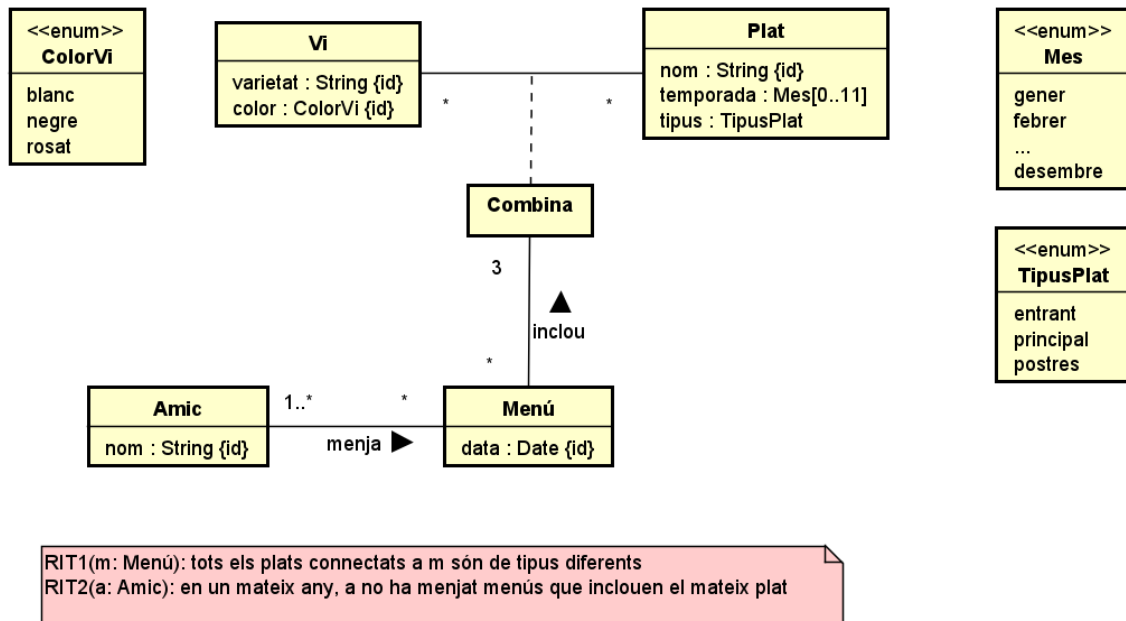 <<enum>>
ColorVi
blanc
negre
rosat
Vi
varietat : String {id}
color : ColorVi {id}
*
*
Plat
nom : String {id}
temporada : Mes[0..11]
tipus : TipusPlat
<<enum>>
Mes
gener
febrer
...
desembre
Combina
3
inclou
*
<<enum>>
TipusPlat
entrant
principal
postres
Amic
nom : String {id}
1..*
*
menja
Menú
data : Date {id}
RIT1(m: Menú): tots els plats connectats a m són de tipus diferents
RIT2(a: Amic): en un mateix any, a no ha menjat menús que inclouen el mateix plat